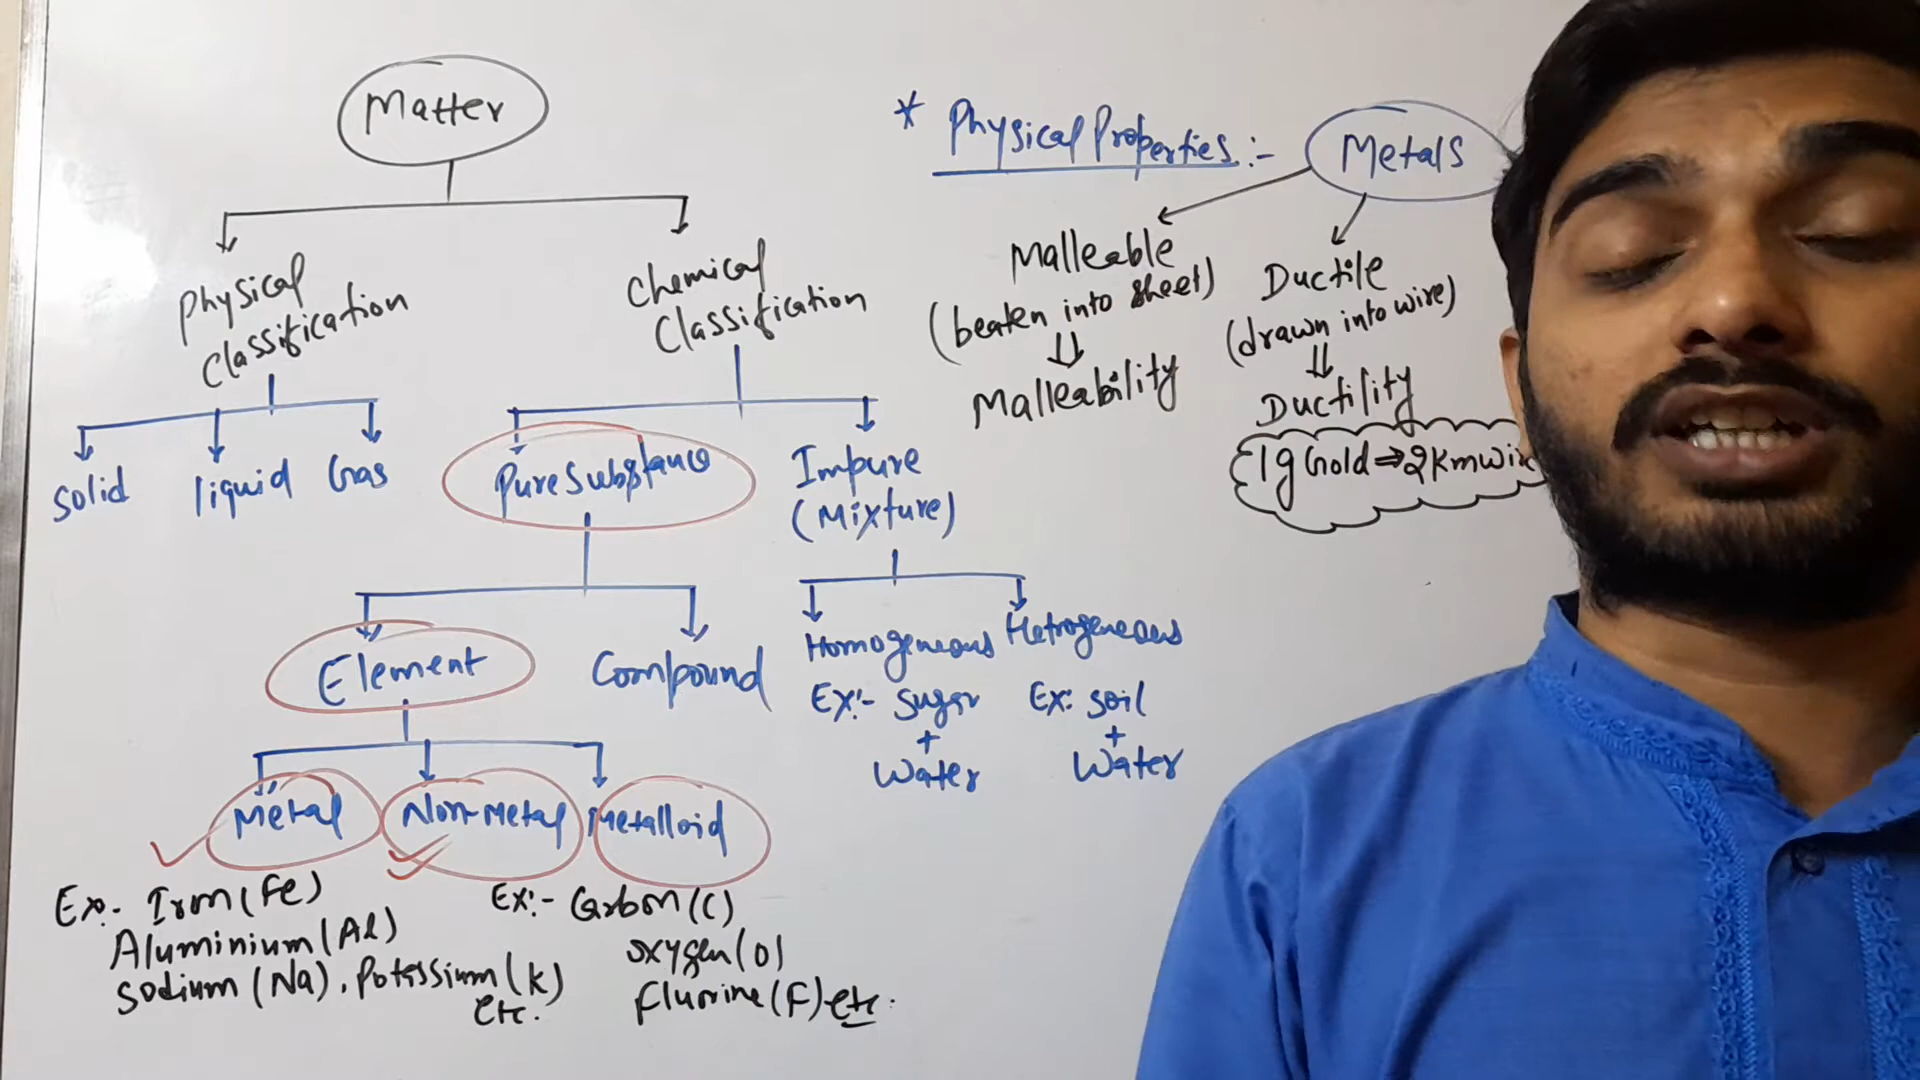 Matter
Physical
Classification
Chemical
Classification
Solid
liquid
Gas
Pure Substance
Impure
(Mixture)
Element
Compound
Homogeneous
Ex:- Sugar
+
Water
Hetrogeneous
Ex: Soil
+
Water
Metal
Non-Metal
Metalloid
Ex:- Iron (Fe)
Aluminium (Al)
Sodium (Na), Potassium (K)
etc.
Ex:- Carbon (C)
oxygen (O)
Flurine (F) etc.
* Physical Properties :-
Metals
Malleable
(beaten into sheet)
⇓
Malleability
Ductile
(drawn into wire)
⇓
Ductility
1g Gold ⇒ 2Km